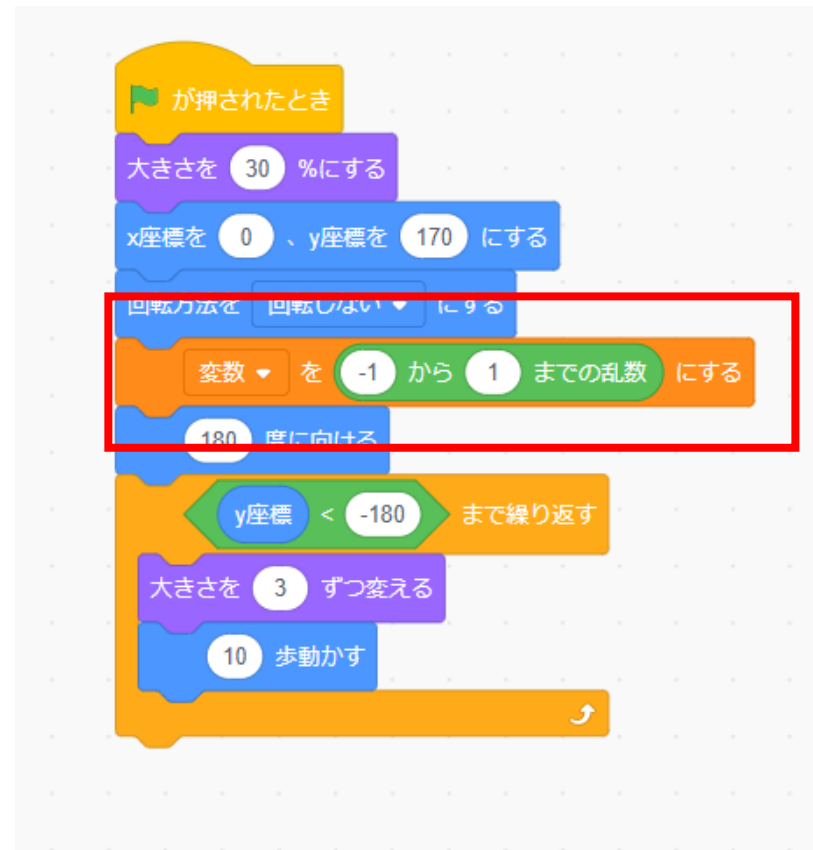 が押されたとき
大きさを 30 %にする
x座標を 0 、y座標を 170 にする
回転方法を 回転しない にする
変数 を -1 から 1 までの乱数 にする
180 度に向ける
y座標 < -180 まで繰り返す
大きさを 3 ずつ変える
10 歩動かす